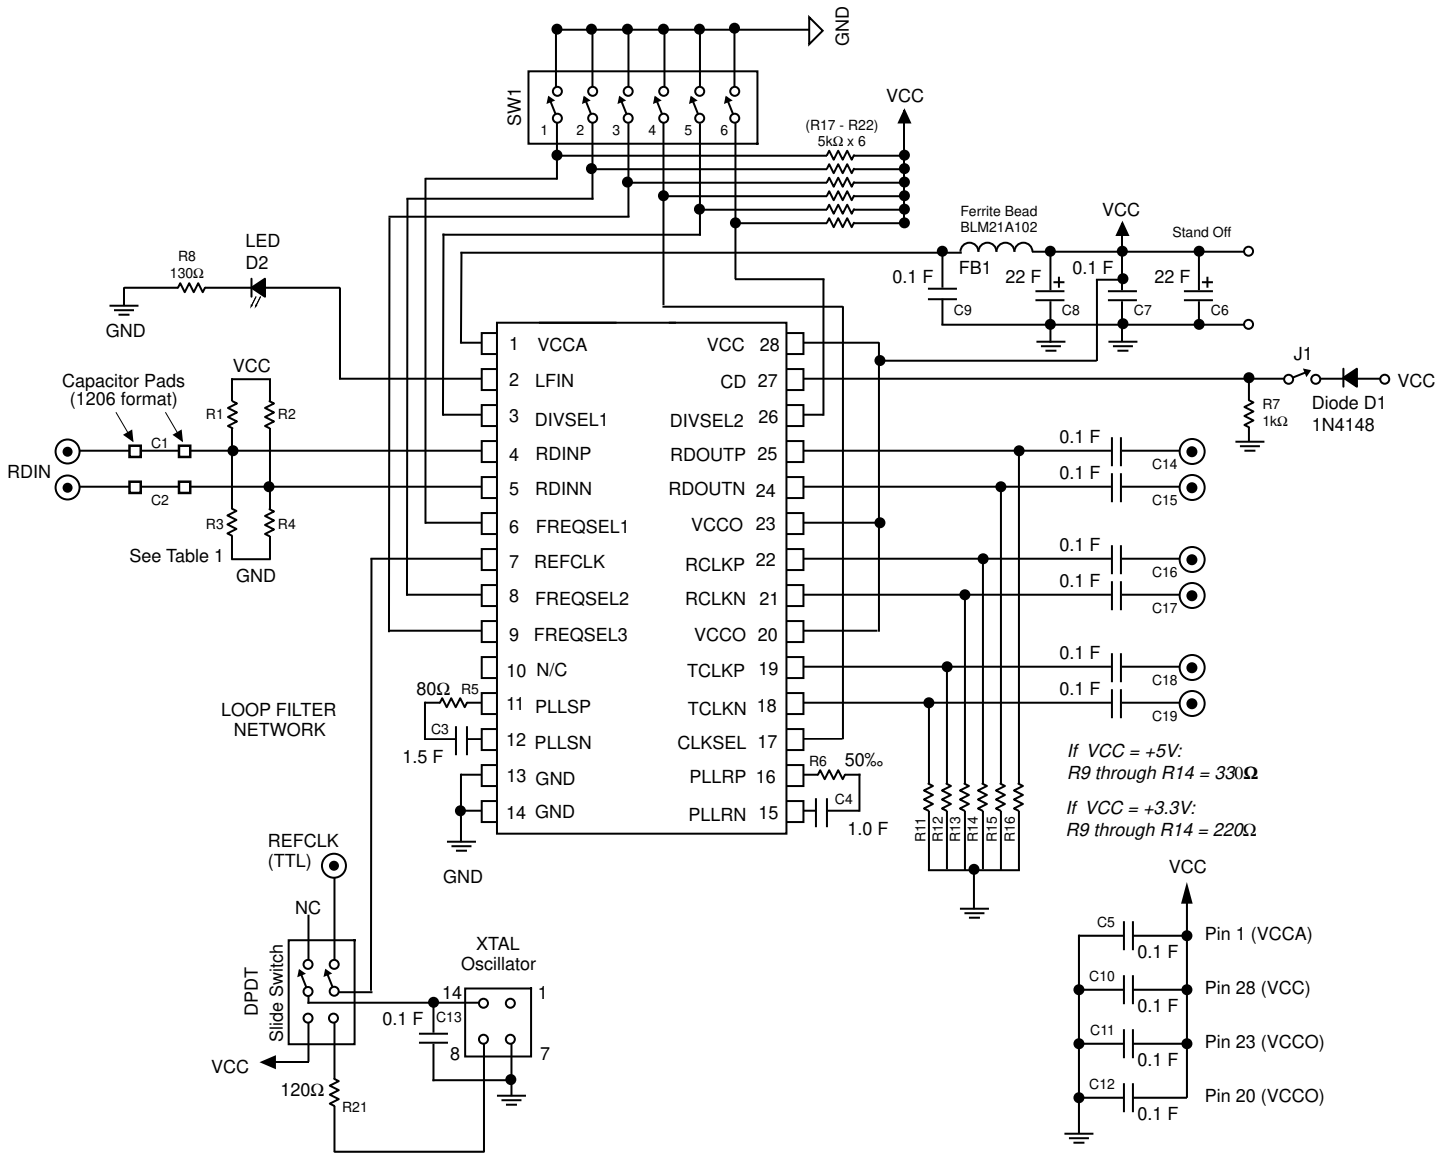 GND
SW1
1 2 3 4 5 6
VCC
(R17 - R22)
5kΩ x 6
Ferrite Bead
BLM21A102
VCC
Stand Off
FB1
0.1 F
C9
22 F
+
C8
0.1 F
C7
22 F
+
C6
LED
D2
R8
130Ω
GND
Capacitor Pads
(1206 format)
VCC
R1
R2
C1
RDIN
C2
R3
R4
See Table 1
GND
1 VCCA
2 LFIN
3 DIVSEL1
4 RDINP
5 RDINN
6 FREQSEL1
7 REFCLK
8 FREQSEL2
9 FREQSEL3
10 N/C
11 PLLSP
12 PLLSN
13 GND
14 GND
VCC 28
CD 27
DIVSEL2 26
RDOUTP 25
RDOUTN 24
VCCO 23
RCLKP 22
RCLKN 21
VCCO 20
TCLKP 19
TCLKN 18
CLKSEL 17
PLLRP 16
PLLRN 15
J1
VCC
R7
1kΩ
Diode D1
1N4148
0.1 F
C14
0.1 F
C15
0.1 F
C16
0.1 F
C17
0.1 F
C18
0.1 F
C19
LOOP FILTER
NETWORK
80Ω R5
C3
1.5 F
GND
R6 50‰
C4
1.0 F
R11
R12
R13
R14
R15
R16
If VCC = +5V:
R9 through R14 = 330Ω
If VCC = +3.3V:
R9 through R14 = 220Ω
REFCLK
(TTL)
NC
DPDT
Slide Switch
VCC
120Ω
R21
XTAL
Oscillator
14
1
0.1 F
C13
8
7
VCC
C5
0.1 F
Pin 1 (VCCA)
C10
0.1 F
Pin 28 (VCC)
C11
0.1 F
Pin 23 (VCCO)
C12
0.1 F
Pin 20 (VCCO)